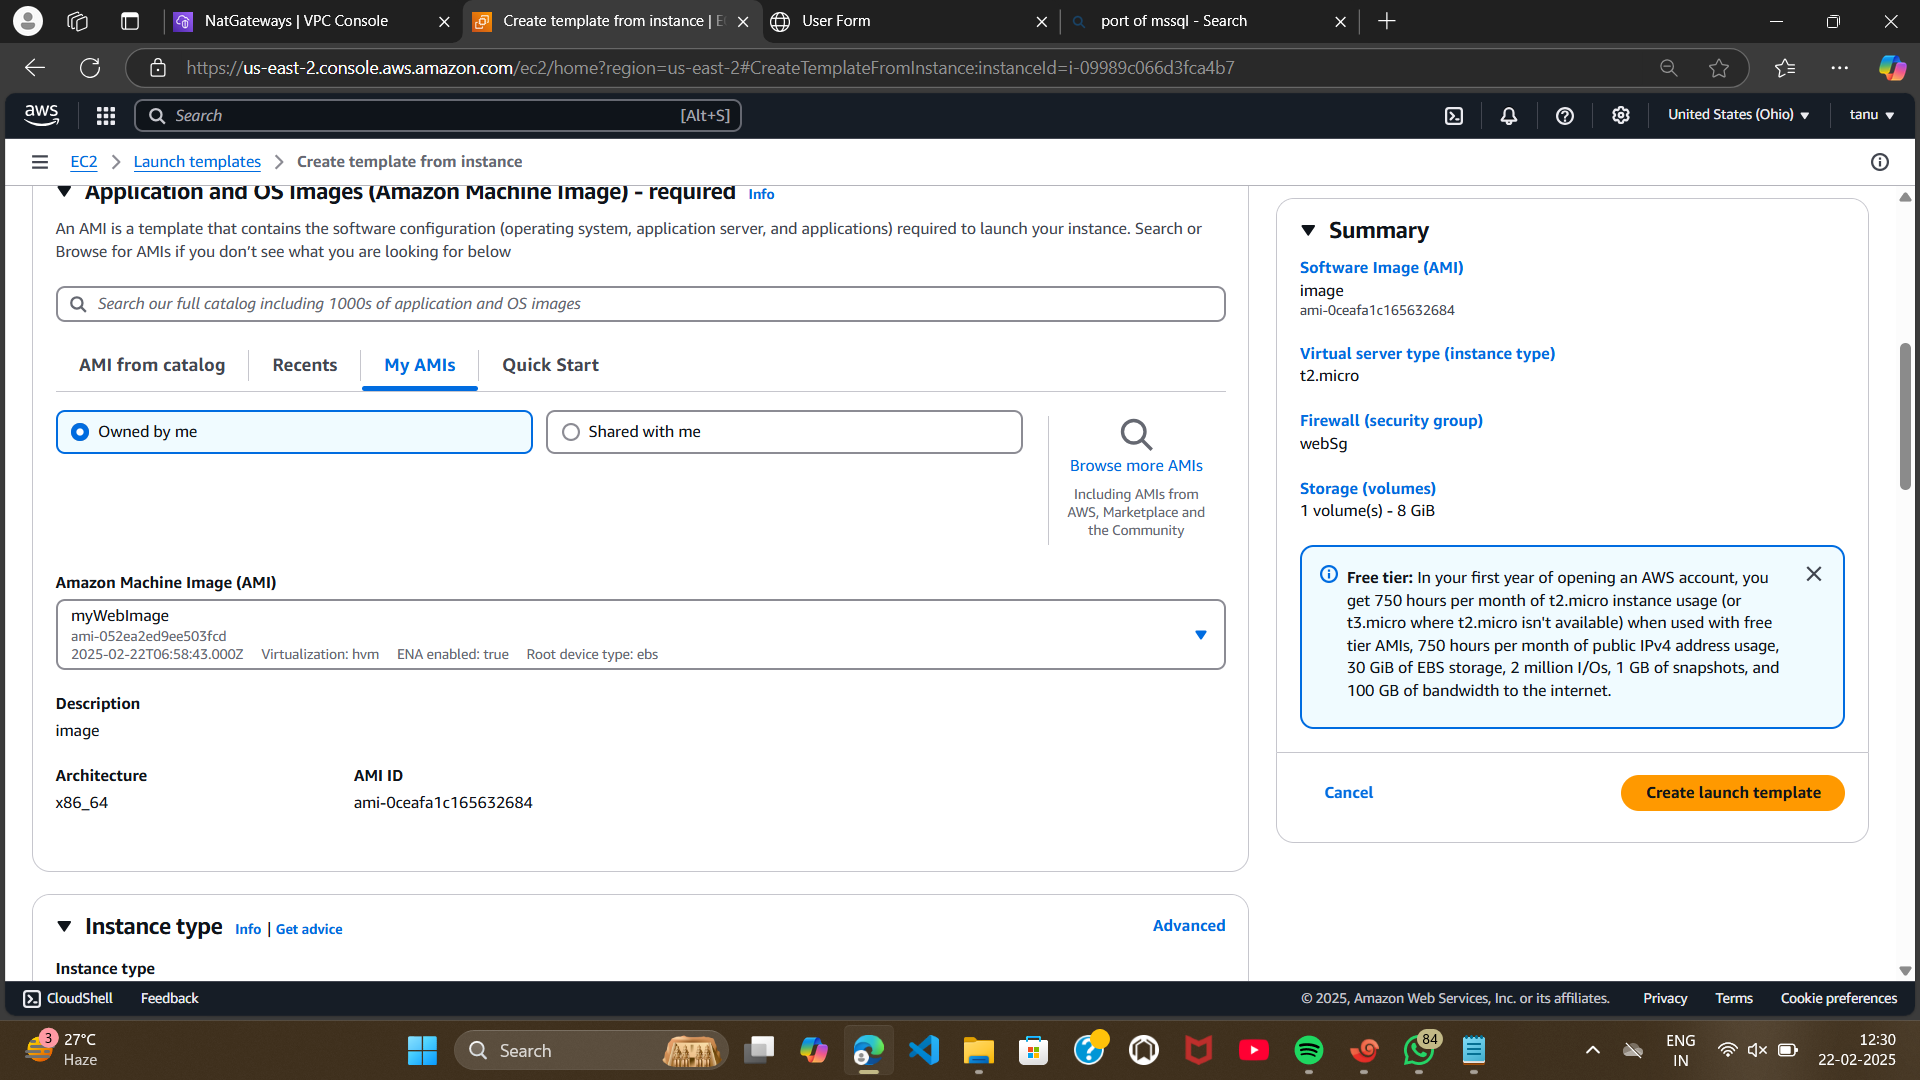 NatGateways | VPC Console
Create template from instance | E
User Form
port of mssql - Search
https://us-east-2.console.aws.amazon.com/ec2/home?region=us-east-2#CreateTemplateFromInstance:instanceId=i-09989c066d3fca4b7
aws
Search
[Alt+S]
United States (Ohio)
tanu
EC2
Launch templates
Create template from instance
Application and OS Images (Amazon Machine Image) - required Info
An AMI is a template that contains the software configuration (operating system, application server, and applications) required to launch your instance. Search or
Browse for AMIs if you don’t see what you are looking for below
Search our full catalog including 1000s of application and OS images
AMI from catalog
Recents
My AMIs
Quick Start
Owned by me
Shared with me
Browse more AMIs
Including AMIs from
AWS, Marketplace and
the Community
Amazon Machine Image (AMI)
myWebImage
ami-052ea2ed9ee503fcd
2025-02-22T06:58:43.000Z Virtualization: hvm ENA enabled: true Root device type: ebs
Description
image
Architecture
x86_64
AMI ID
ami-0ceafa1c165632684
Instance type Info | Get advice
Advanced
Instance type
Summary
Software Image (AMI)
image
ami-0ceafa1c165632684
Virtual server type (instance type)
t2.micro
Firewall (security group)
webSg
Storage (volumes)
1 volume(s) - 8 GiB
Free tier: In your first year of opening an AWS account, you
get 750 hours per month of t2.micro instance usage (or
t3.micro where t2.micro isn't available) when used with free
tier AMIs, 750 hours per month of public IPv4 address usage,
30 GiB of EBS storage, 2 million I/Os, 1 GB of snapshots, and
100 GB of bandwidth to the internet.
Cancel
Create launch template
CloudShell
Feedback
© 2025, Amazon Web Services, Inc. or its affiliates.
Privacy
Terms
Cookie preferences
3
27°C
Haze
Search
84
ENG
IN
12:30
22-02-2025